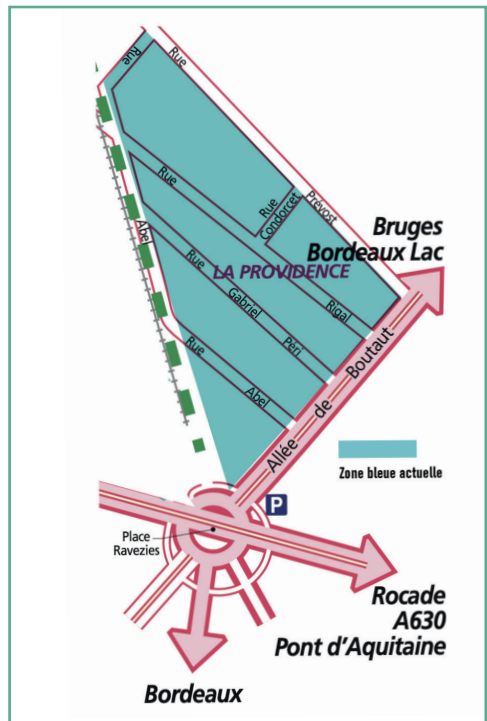 Rue
Rue
Rue
Rue
Condorcet
Prévost
Bruges
Bordeaux Lac
Abel
LA PROVIDENCE
Rue
Gabriel
Péri
Rigal
Rue
Abel
Allée de Boutaut
Zone bleue actuelle
P
Place
Ravezies
Rocade
A630
Pont d'Aquitaine
Bordeaux